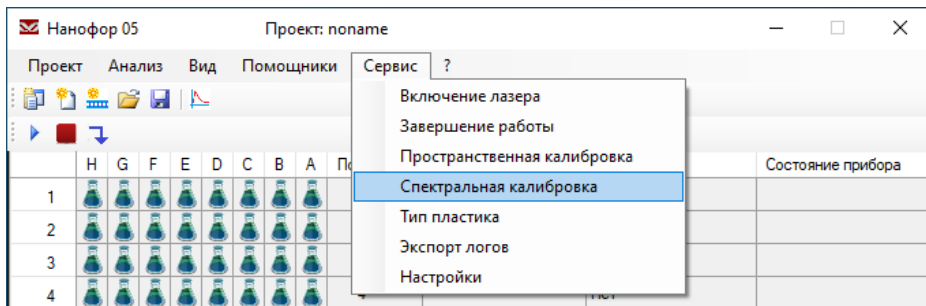 Нанофор 05 Проект: noname
Проект Анализ Вид Помощники Сервис ?
Включение лазера
Завершение работы
Пространственная калибровка
Спектральная калибровка
Тип пластика
Экспорт логов
Настройки
H G F E D C B A Состояние прибора
1
2
3
4